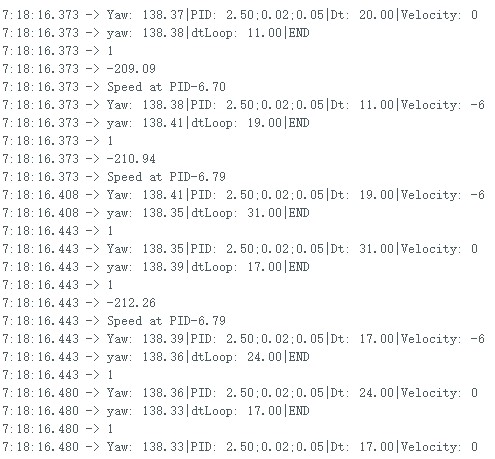 7:18:16.373 -> Yaw: 138.37|PID: 2.50;0.02;0.05|Dt: 20.00|Velocity: 0
7:18:16.373 -> yaw: 138.38|dtLoop: 11.00|END
7:18:16.373 -> 1
7:18:16.373 -> -209.09
7:18:16.373 -> Speed at PID-6.70
7:18:16.373 -> Yaw: 138.38|PID: 2.50;0.02;0.05|Dt: 11.00|Velocity: -6
7:18:16.373 -> yaw: 138.41|dtLoop: 19.00|END
7:18:16.373 -> 1
7:18:16.373 -> -210.94
7:18:16.373 -> Speed at PID-6.79
7:18:16.408 -> Yaw: 138.41|PID: 2.50;0.02;0.05|Dt: 19.00|Velocity: -6
7:18:16.408 -> yaw: 138.35|dtLoop: 31.00|END
7:18:16.443 -> 1
7:18:16.443 -> Yaw: 138.35|PID: 2.50;0.02;0.05|Dt: 31.00|Velocity: 0
7:18:16.443 -> yaw: 138.39|dtLoop: 17.00|END
7:18:16.443 -> 1
7:18:16.443 -> -212.26
7:18:16.443 -> Speed at PID-6.79
7:18:16.443 -> Yaw: 138.39|PID: 2.50;0.02;0.05|Dt: 17.00|Velocity: -6
7:18:16.443 -> yaw: 138.36|dtLoop: 24.00|END
7:18:16.443 -> 1
7:18:16.480 -> Yaw: 138.36|PID: 2.50;0.02;0.05|Dt: 24.00|Velocity: 0
7:18:16.480 -> yaw: 138.33|dtLoop: 17.00|END
7:18:16.480 -> 1
7:18:16.480 -> Yaw: 138.33|PID: 2.50;0.02;0.05|Dt: 17.00|Velocity: 0